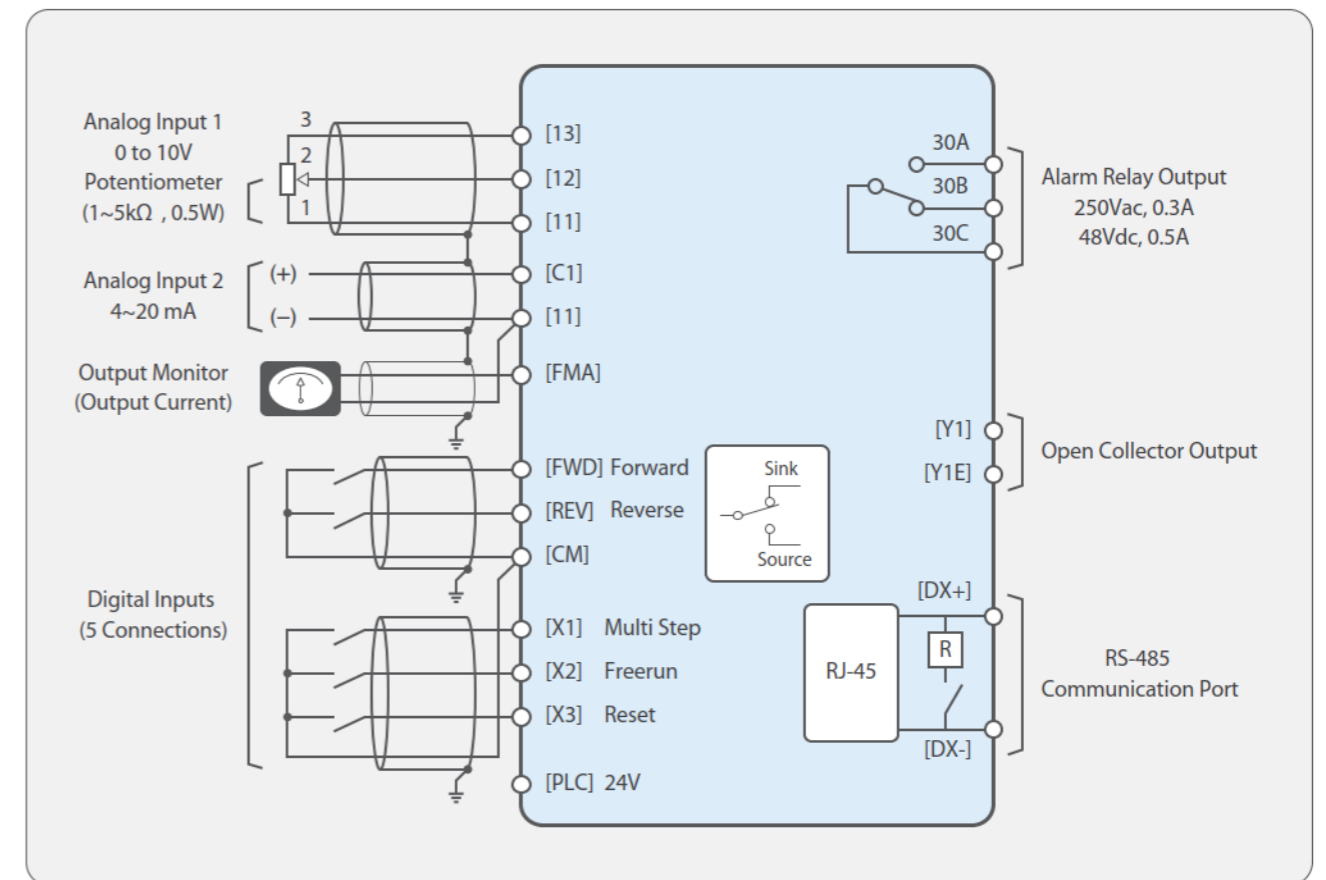 Analog Input 1
0 to 10V
Potentiometer
(1~5kΩ , 0.5W)
3
2
1
[13]
[12]
[11]
Analog Input 2
4~20 mA
(+)
(−)
[C1]
[11]
Output Monitor
(Output Current)
[FMA]
Digital Inputs
(5 Connections)
[FWD] Forward
[REV] Reverse
[CM]
[X1] Multi Step
[X2] Freerun
[X3] Reset
[PLC] 24V
Sink
Source
30A
30B
30C
Alarm Relay Output
250Vac, 0.3A
48Vdc, 0.5A
[Y1]
[Y1E]
Open Collector Output
RJ-45
[DX+]
R
[DX-]
RS-485
Communication Port